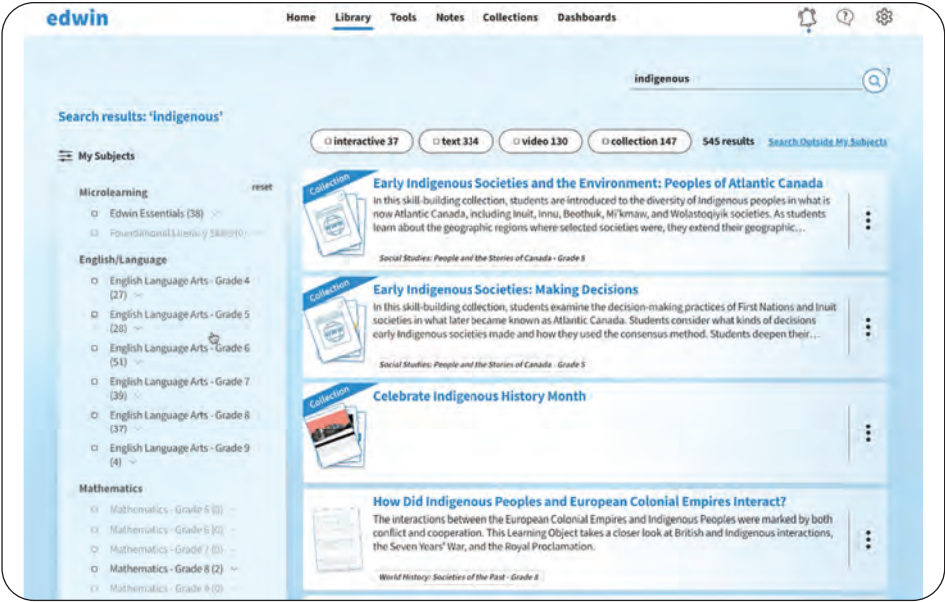 edwin
Home Library Tools Notes Collections Dashboards
indigenous
?
Search results: ‘indigenous’
interactive 37 text 334 video 130 collection 147 545 results Search Outside My Subjects
My Subjects
Microlearning reset
Edwin Essentials (38)
Foundational Literacy
English/Language
English Language Arts - Grade 4
(27)
English Language Arts - Grade 5
(28)
English Language Arts - Grade 6
(51)
English Language Arts - Grade 7
(39)
English Language Arts - Grade 8
(37)
English Language Arts - Grade 9
(4)
Mathematics
Mathematics - Grade 5 (0)
Mathematics - Grade 6 (0)
Mathematics - Grade 7 (0)
Mathematics - Grade 8 (2)
Mathematics - Grade 9 (0)
Collection
Early Indigenous Societies and the Environment: Peoples of Atlantic Canada
In this skill-building collection, students are introduced to the diversity of Indigenous peoples in what is
now Atlantic Canada, including Inuit, Innu, Beothuk, Mi'kmaw, and Wolastoqiyik societies. As students
learn about the geographic regions where selected societies were, they extend their geographic…
Social Studies: People and the Stories of Canada - Grade 5
Collection
Early Indigenous Societies: Making Decisions
In this skill-building collection, students examine the decision-making practices of First Nations and Inuit
societies in what later became known as Atlantic Canada. Students consider what kinds of decisions
early Indigenous societies made and how they used the consensus method. Students deepen their…
Social Studies: People and the Stories of Canada - Grade 5
Collection
Celebrate Indigenous History Month
How Did Indigenous Peoples and European Colonial Empires Interact?
The interactions between the European Colonial Empires and Indigenous Peoples were marked by both
conflict and cooperation. This Learning Object takes a closer look at British and Indigenous interactions,
the Seven Years' War, and the Royal Proclamation.
World History: Societies of the Past - Grade 8